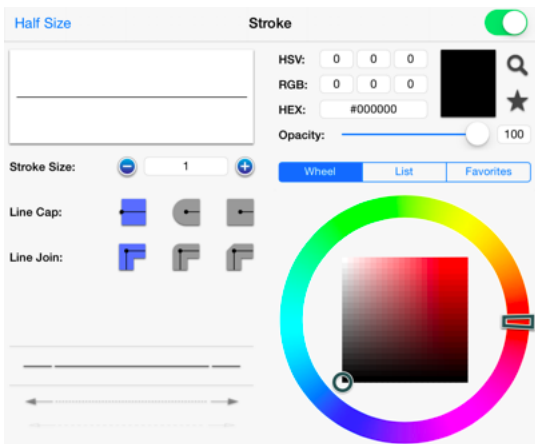 Half Size
Stroke
HSV: 0 0 0
RGB: 0 0 0
HEX: #000000
Opacity: 100
Stroke Size: 1
Wheel List Favorites
Line Cap:
Line Join: